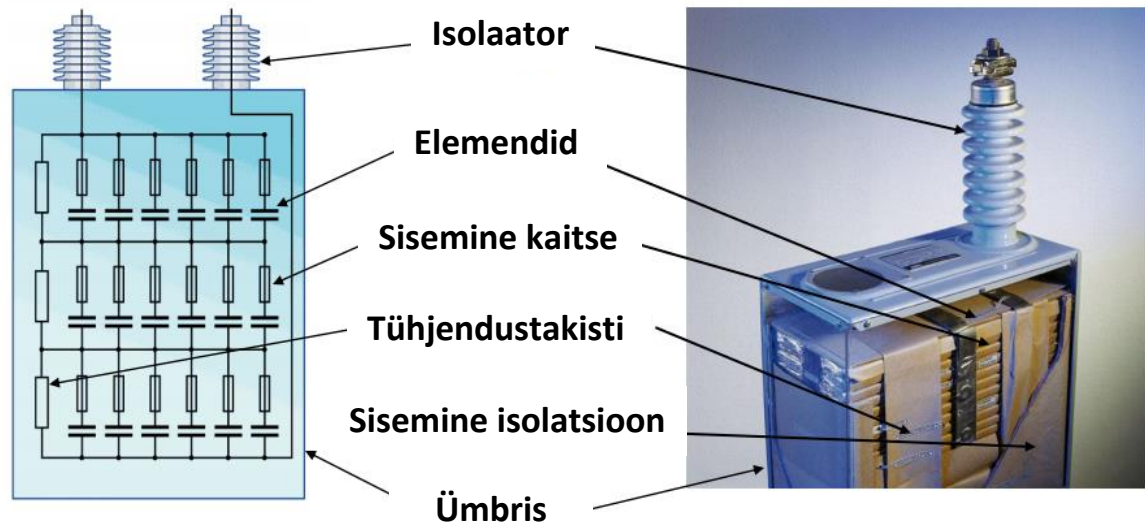 Isolaator
Elemendid
Sisemine kaitse
Tühjendustakisti
Sisemine isolatsioon
Ümbris